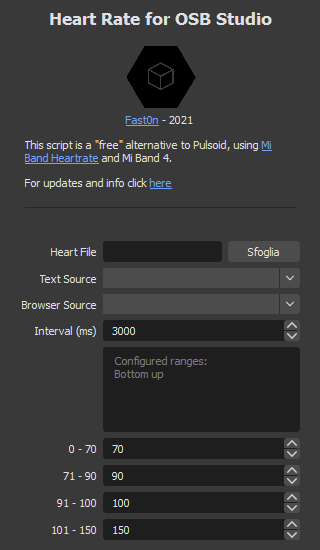 Heart Rate for OSB Studio
Fast0n - 2021
This script is a "free" alternative to Pulsoid, using Mi
Band Heartrate and Mi Band 4.
For updates and info click here
Heart File
Sfoglia
Text Source
Browser Source
Interval (ms) 3000
Configured ranges:
Bottom up
0 - 70 70
71 - 90 90
91 - 100 100
101 - 150 150